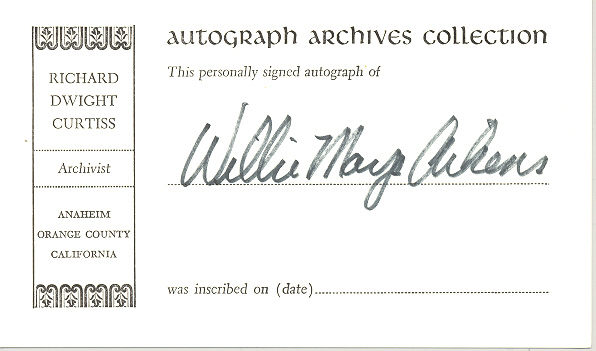 AUTOGRAPH ARCHIVES COLLECTION
RICHARD
DWIGHT
CURTISS
Archivist
ANAHEIM
ORANGE COUNTY
CALIFORNIA
This personally signed autograph of
Willie Mays Aikens
was inscribed on (date)